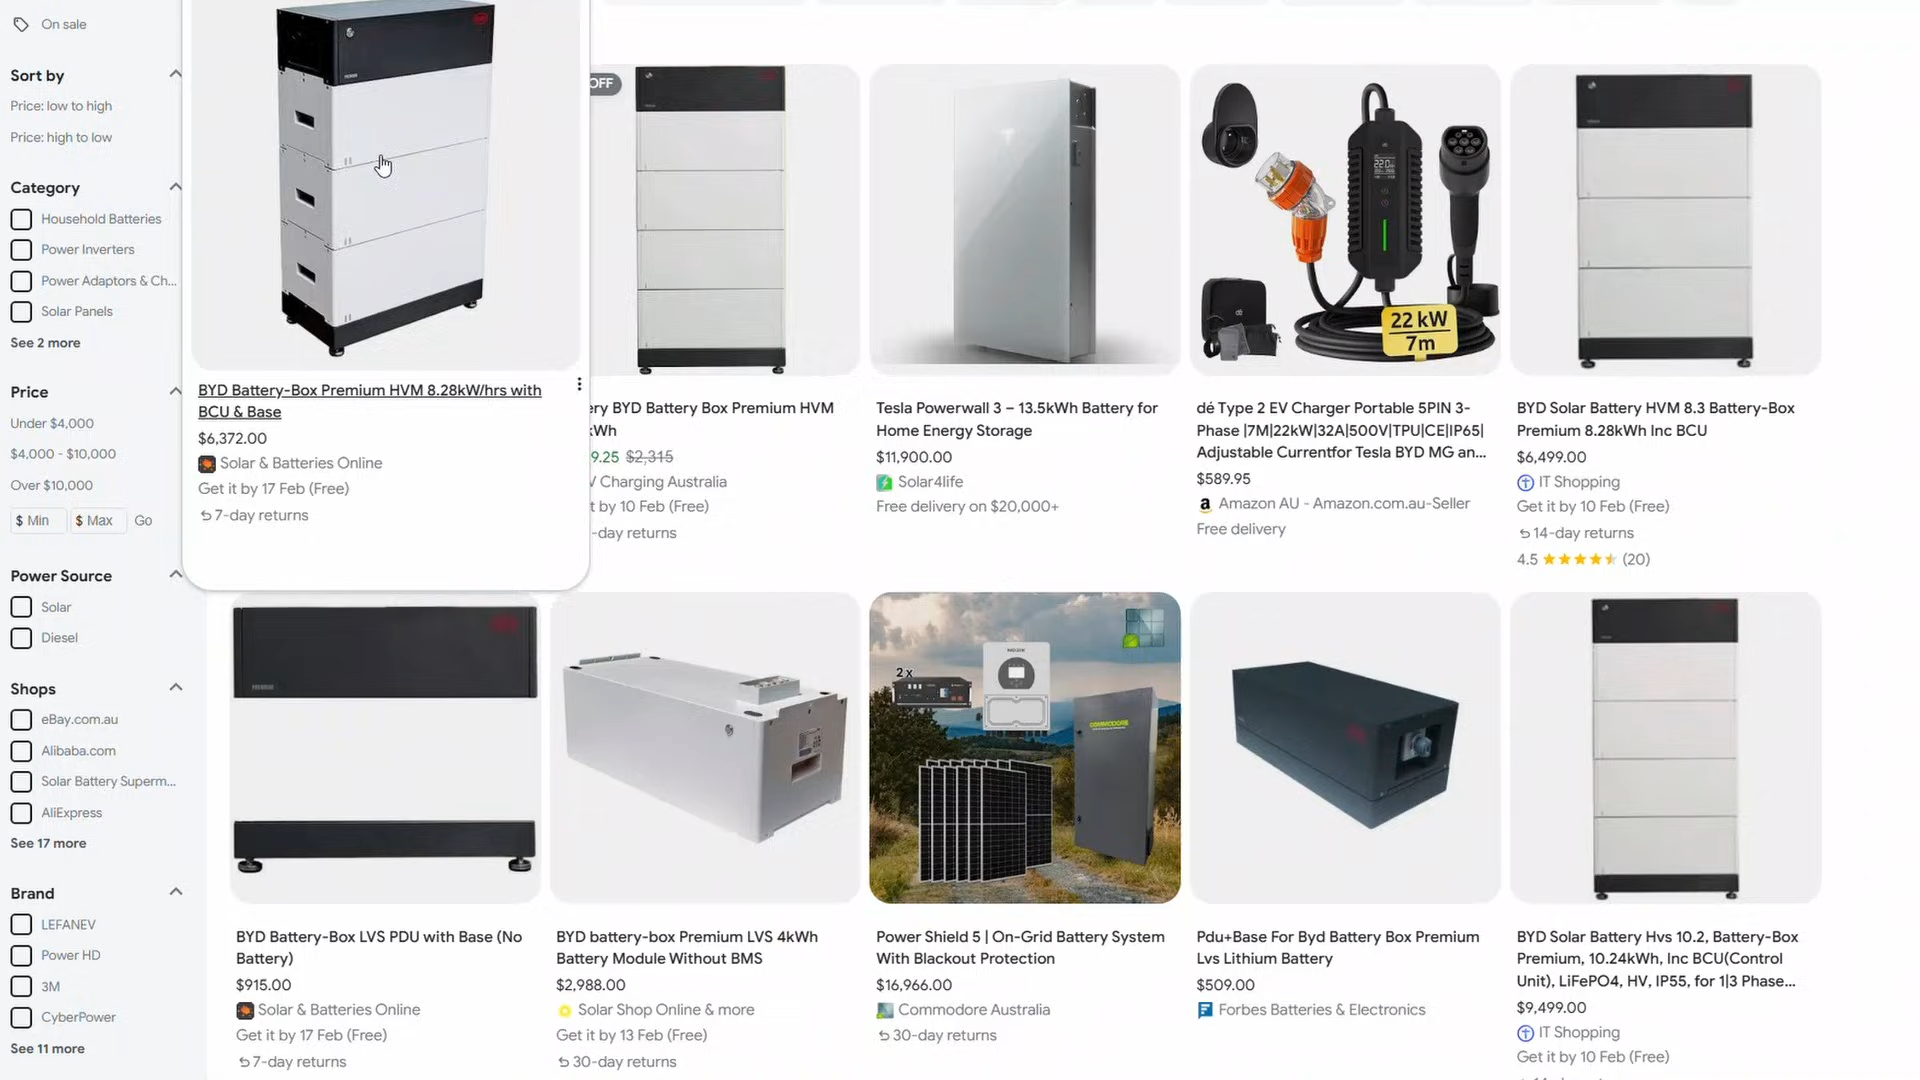 On sale
Sort by
Price: low to high
Price: high to low
Category
Household Batteries
Power Inverters
Power Adaptors & Ch...
Solar Panels
See 2 more
Price
Under $4,000
$4,000 - $10,000
Over $10,000
$ Min $ Max Go
Power Source
Solar
Diesel
Shops
eBay.com.au
Alibaba.com
Solar Battery Superm...
AliExpress
See 17 more
Brand
LEFANEV
Power HD
3M
CyberPower
See 11 more
BYD Battery-Box Premium HVM 8.28kW/hrs with
BCU & Base
$6,372.00
Solar & Batteries Online
Get it by 17 Feb (Free)
7-day returns
OFF
ery BYD Battery Box Premium HVM
kWh
9.25 $2,315
V Charging Australia
t by 10 Feb (Free)
-day returns
Tesla Powerwall 3 – 13.5kWh Battery for
Home Energy Storage
$11,900.00
Solar4life
Free delivery on $20,000+
22 kW
7m
dé Type 2 EV Charger Portable 5PIN 3-
Phase |7M|22kW|32A|500V|TPU|CE|IP65|
Adjustable Currentfor Tesla BYD MG an...
$589.95
Amazon AU - Amazon.com.au-Seller
Free delivery
BYD Solar Battery HVM 8.3 Battery-Box
Premium 8.28kWh Inc BCU
$6,499.00
IT Shopping
Get it by 10 Feb (Free)
14-day returns
4.5 (20)
BYD Battery-Box LVS PDU with Base (No
Battery)
$915.00
Solar & Batteries Online
Get it by 17 Feb (Free)
7-day returns
BYD battery-box Premium LVS 4kWh
Battery Module Without BMS
$2,988.00
Solar Shop Online & more
Get it by 13 Feb (Free)
30-day returns
2x
COMMODORE
Power Shield 5 | On-Grid Battery System
With Blackout Protection
$16,966.00
Commodore Australia
30-day returns
Pdu+Base For Byd Battery Box Premium
Lvs Lithium Battery
$509.00
Forbes Batteries & Electronics
BYD Solar Battery Hvs 10.2, Battery-Box
Premium, 10.24kWh, Inc BCU(Control
Unit), LiFePO4, HV, IP55, for 1|3 Phase...
$9,499.00
IT Shopping
Get it by 10 Feb (Free)